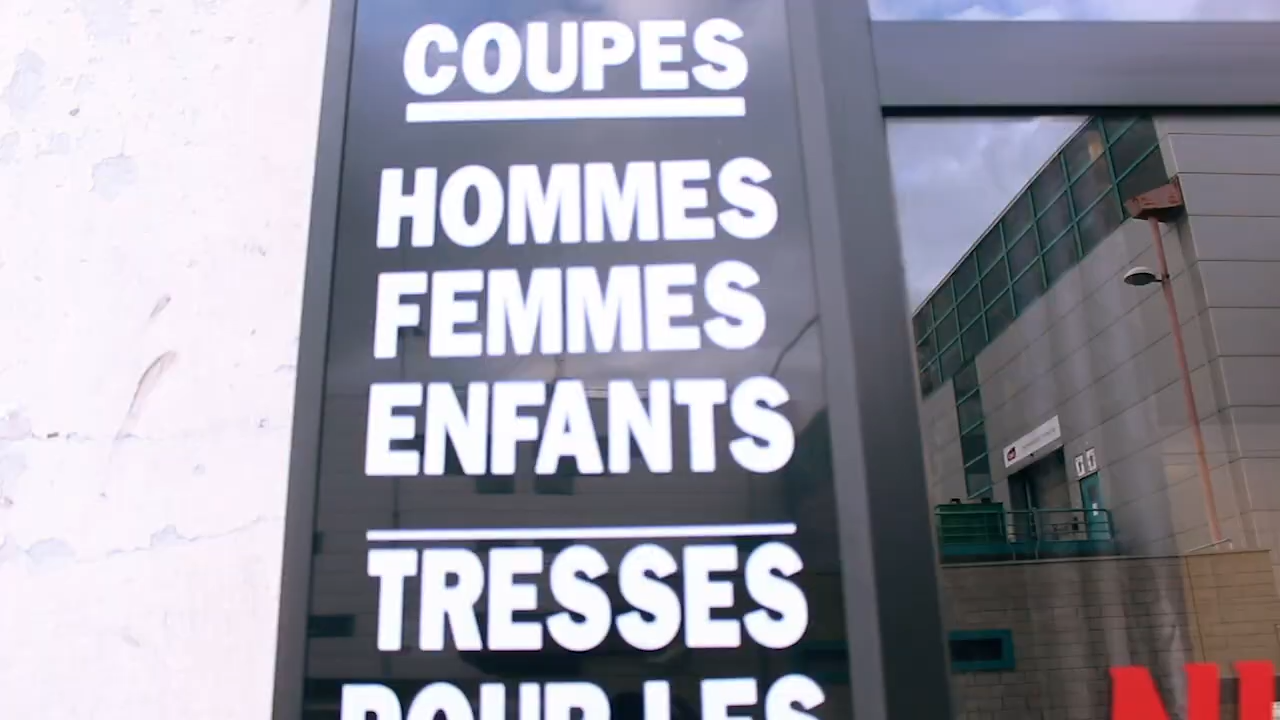 COUPES
HOMMES
FEMMES
ENFANTS
TRESSES
POUR LES